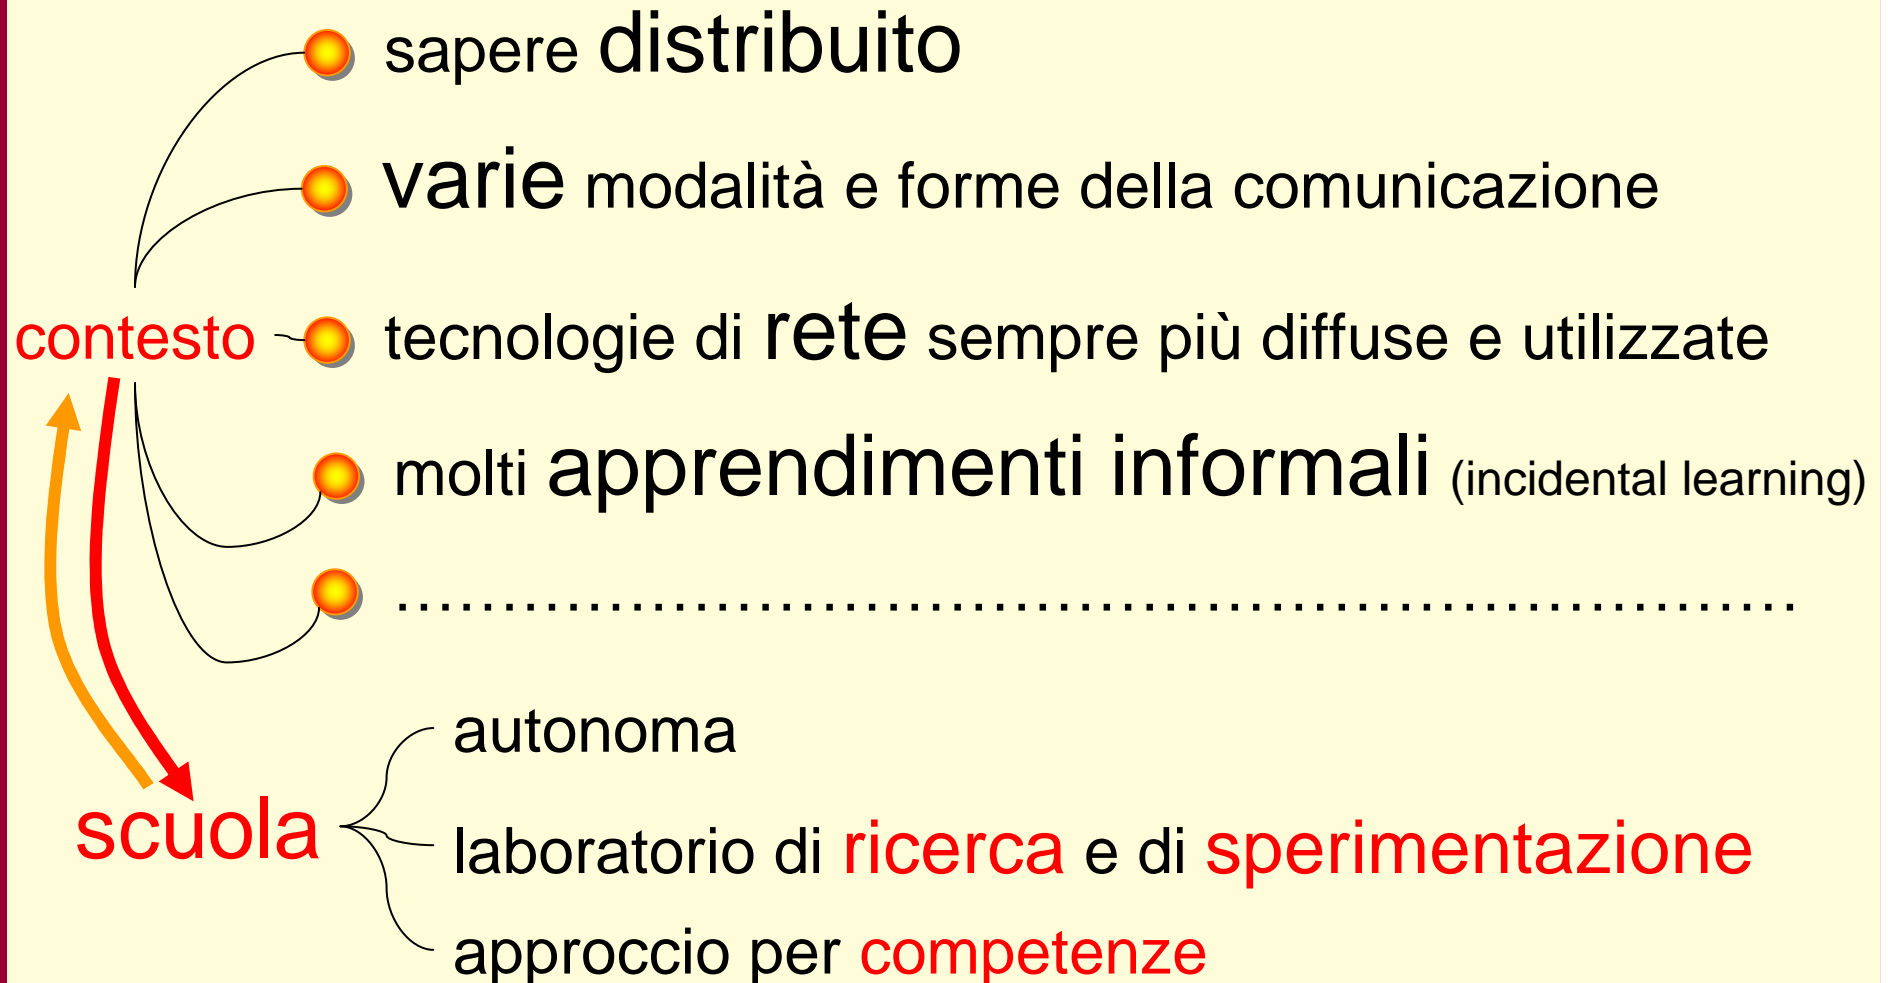 sapere distribuito
varie modalità e forme della comunicazione
contesto
tecnologie di rete sempre più diffuse e utilizzate
molti apprendimenti informali (incidental learning)
……………………………………………………………
autonoma
scuola
laboratorio di ricerca e di sperimentazione
approccio per competenze